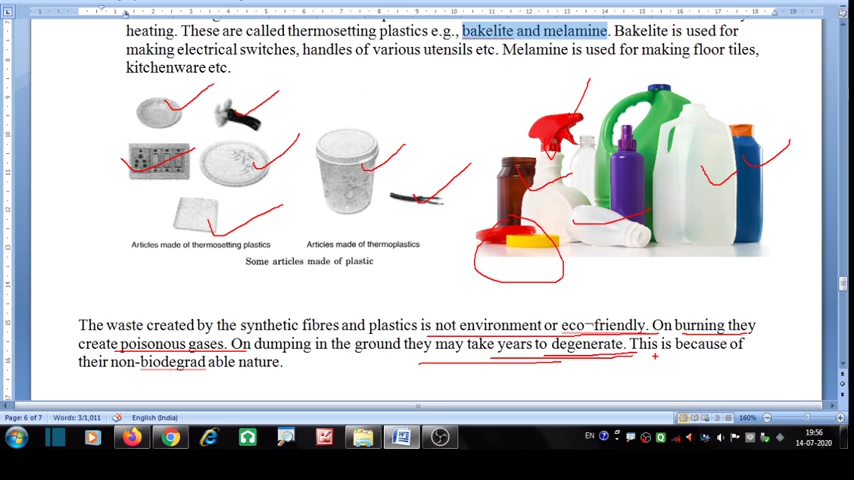 heating. These are called thermosetting plastics e.g., bakelite and melamine. Bakelite is used for
making electrical switches, handles of various utensils etc. Melamine is used for making floor tiles,
kitchenware etc.
Articles made of thermosetting plastics
Articles made of thermoplastics
Some articles made of plastic
The waste created by the synthetic fibres and plastics is not environment or eco¬friendly. On burning they
create poisonous gases. On dumping in the ground they may take years to degenerate. This is because of
their non-biodegrad able nature.
Page: 6 of 7 Words: 3/1,011 English (India) 160%
EN 19:56
14-07-2020